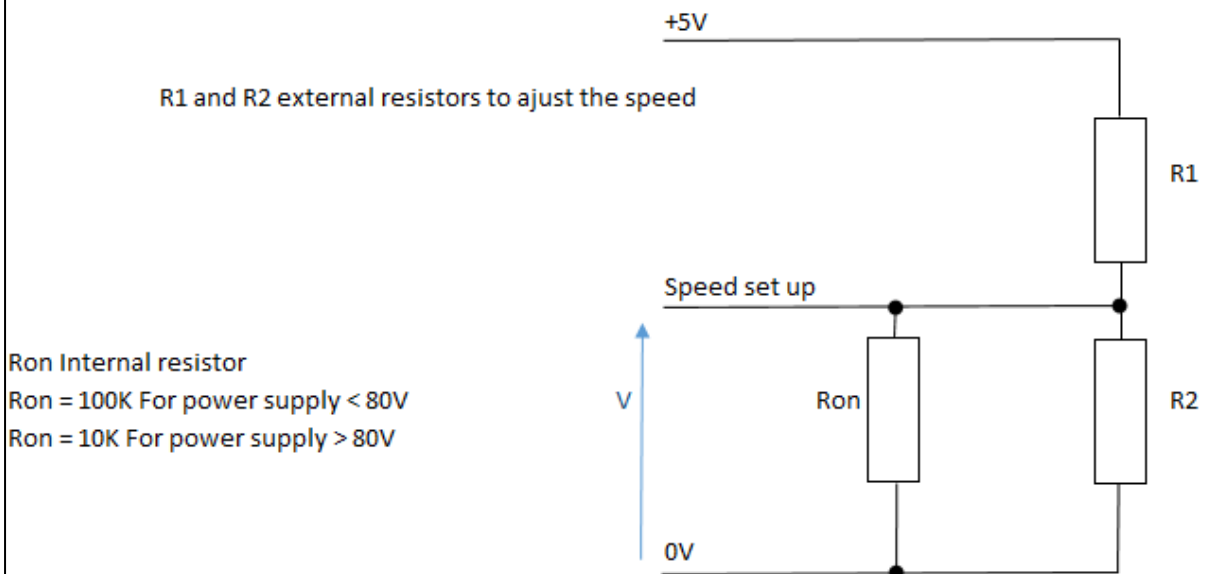 +5V
R1 and R2 external resistors to ajust the speed
R1
Speed set up
Ron Internal resistor
Ron = 100K For power supply < 80V
Ron = 10K For power supply > 80V
V
Ron
R2
0V